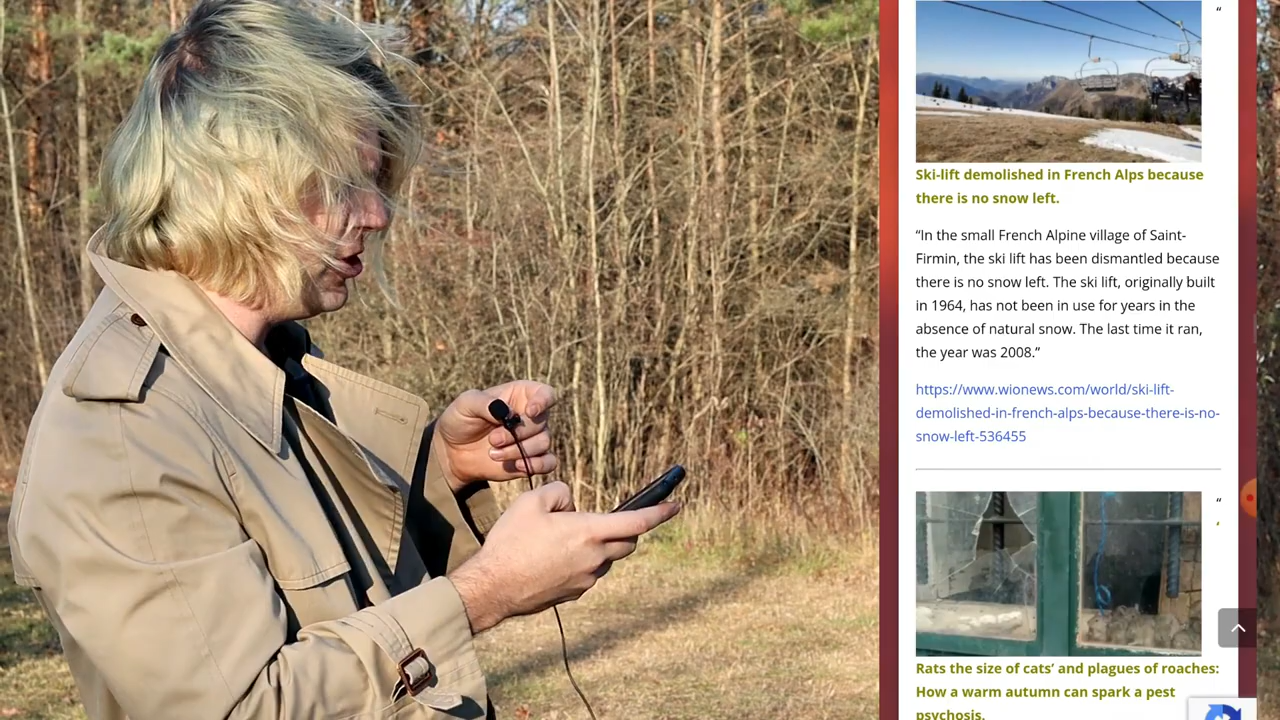 “
Ski-lift demolished in French Alps because
there is no snow left.
“In the small French Alpine village of Saint-
Firmin, the ski lift has been dismantled because
there is no snow left. The ski lift, originally built
in 1964, has not been in use for years in the
absence of natural snow. The last time it ran,
the year was 2008.”
https://www.wionews.com/world/ski-lift-
demolished-in-french-alps-because-there-is-no-
snow-left-536455
“
‘
Rats the size of cats’ and plagues of roaches:
How a warm autumn can spark a pest
psychosis.